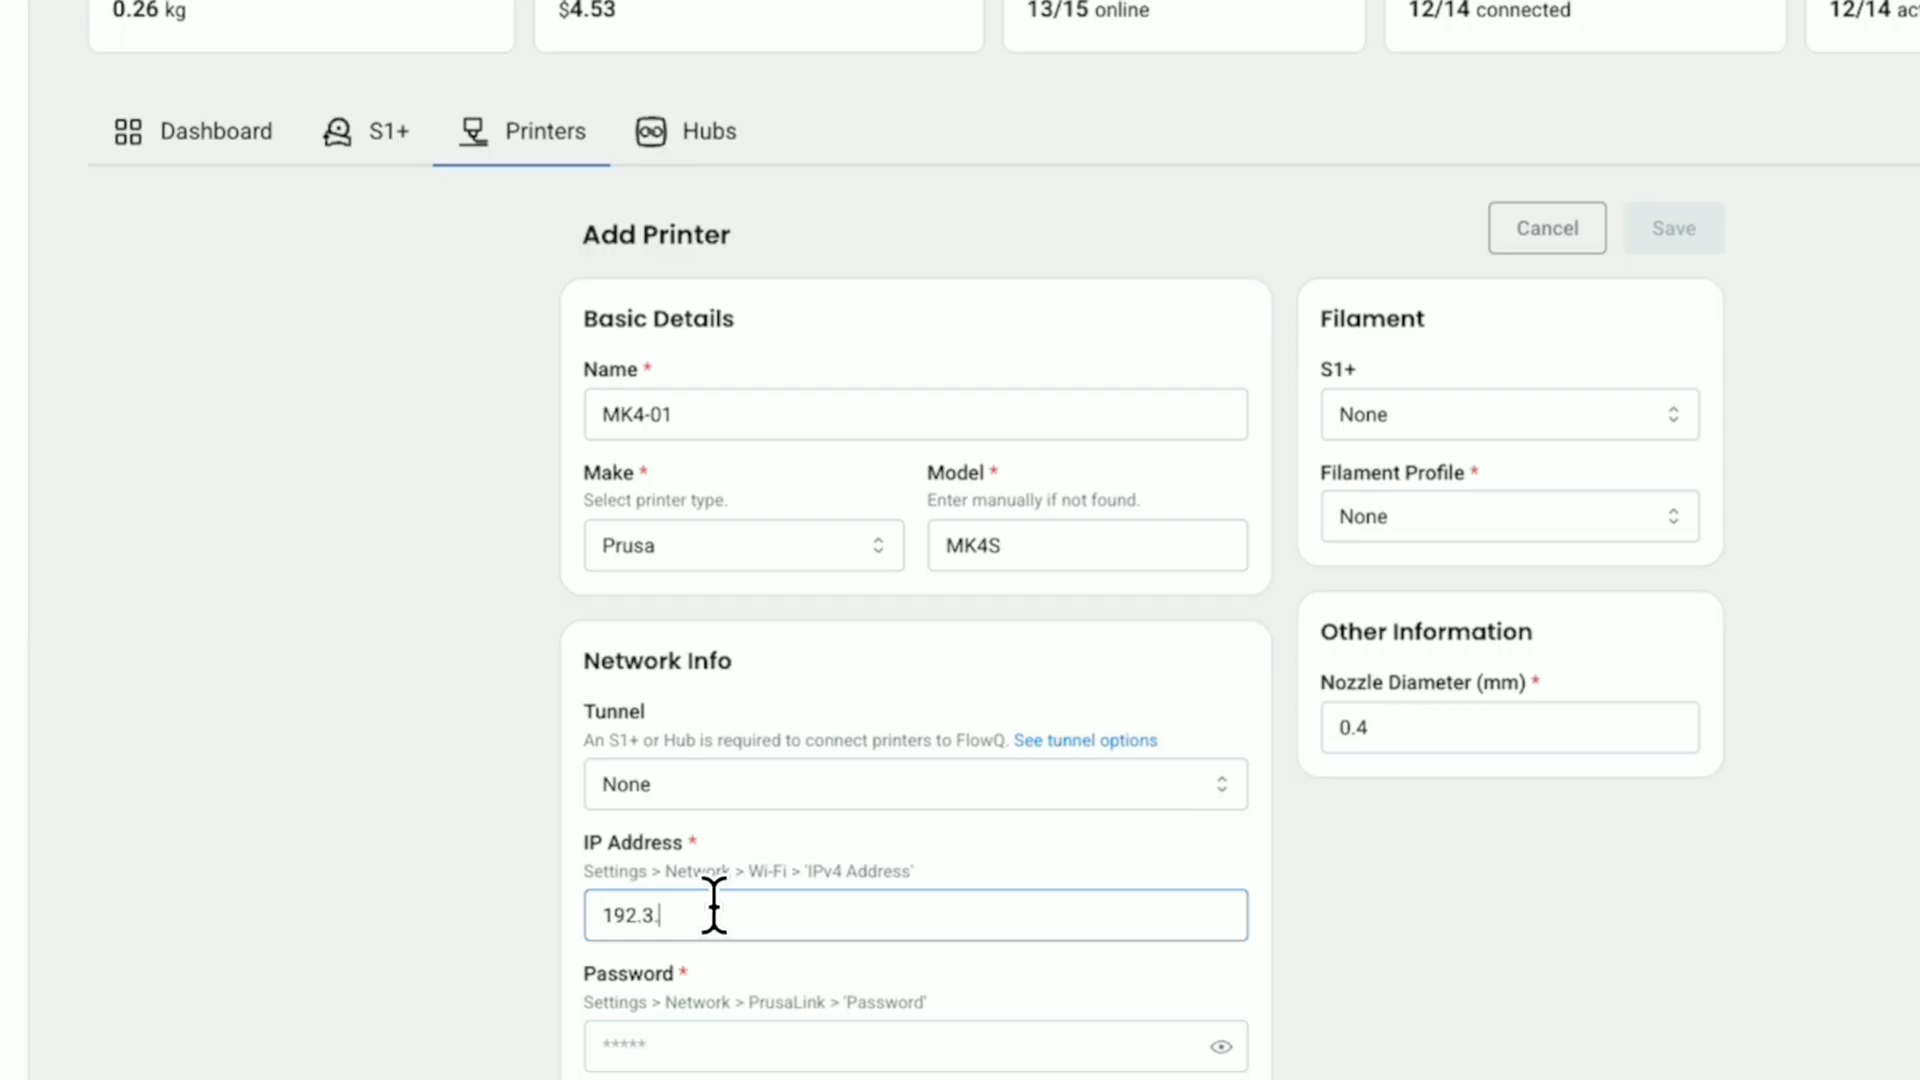 0.26 kg
$4.53
13/15 online
12/14 connected
12/14
Dashboard
S1+
Printers
Hubs
Add Printer
Cancel
Save
Basic Details
Name *
MK4-01
Make *
Select printer type.
Prusa
Model *
Enter manually if not found.
MK4S
Filament
S1+
None
Filament Profile *
None
Network Info
Tunnel
An S1+ or Hub is required to connect printers to FlowQ. See tunnel options
None
IP Address *
Settings > Network > Wi-Fi > 'IPv4 Address'
192.3.
Password *
Settings > Network > PrusaLink > 'Password'
*****
Other Information
Nozzle Diameter (mm) *
0.4